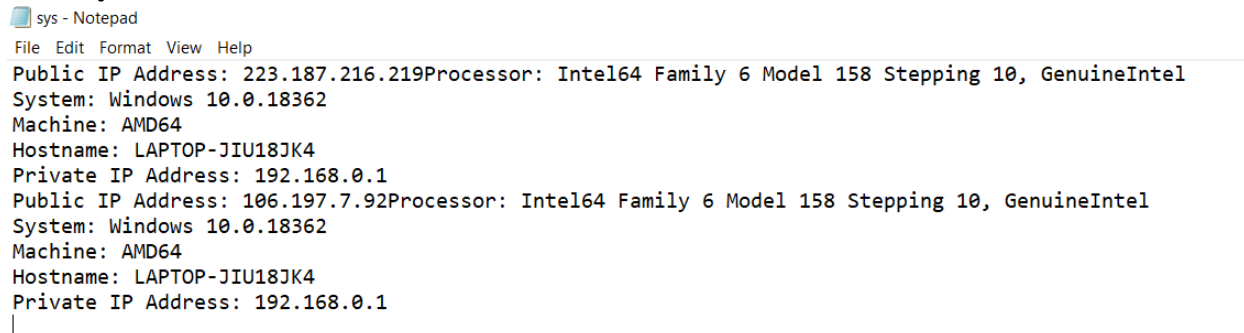 sys - Notepad
File Edit Format View Help
Public IP Address: 223.187.216.219Processor: Intel64 Family 6 Model 158 Stepping 10, GenuineIntel
System: Windows 10.0.18362
Machine: AMD64
Hostname: LAPTOP-JIU18JK4
Private IP Address: 192.168.0.1
Public IP Address: 106.197.7.92Processor: Intel64 Family 6 Model 158 Stepping 10, GenuineIntel
System: Windows 10.0.18362
Machine: AMD64
Hostname: LAPTOP-JIU18JK4
Private IP Address: 192.168.0.1